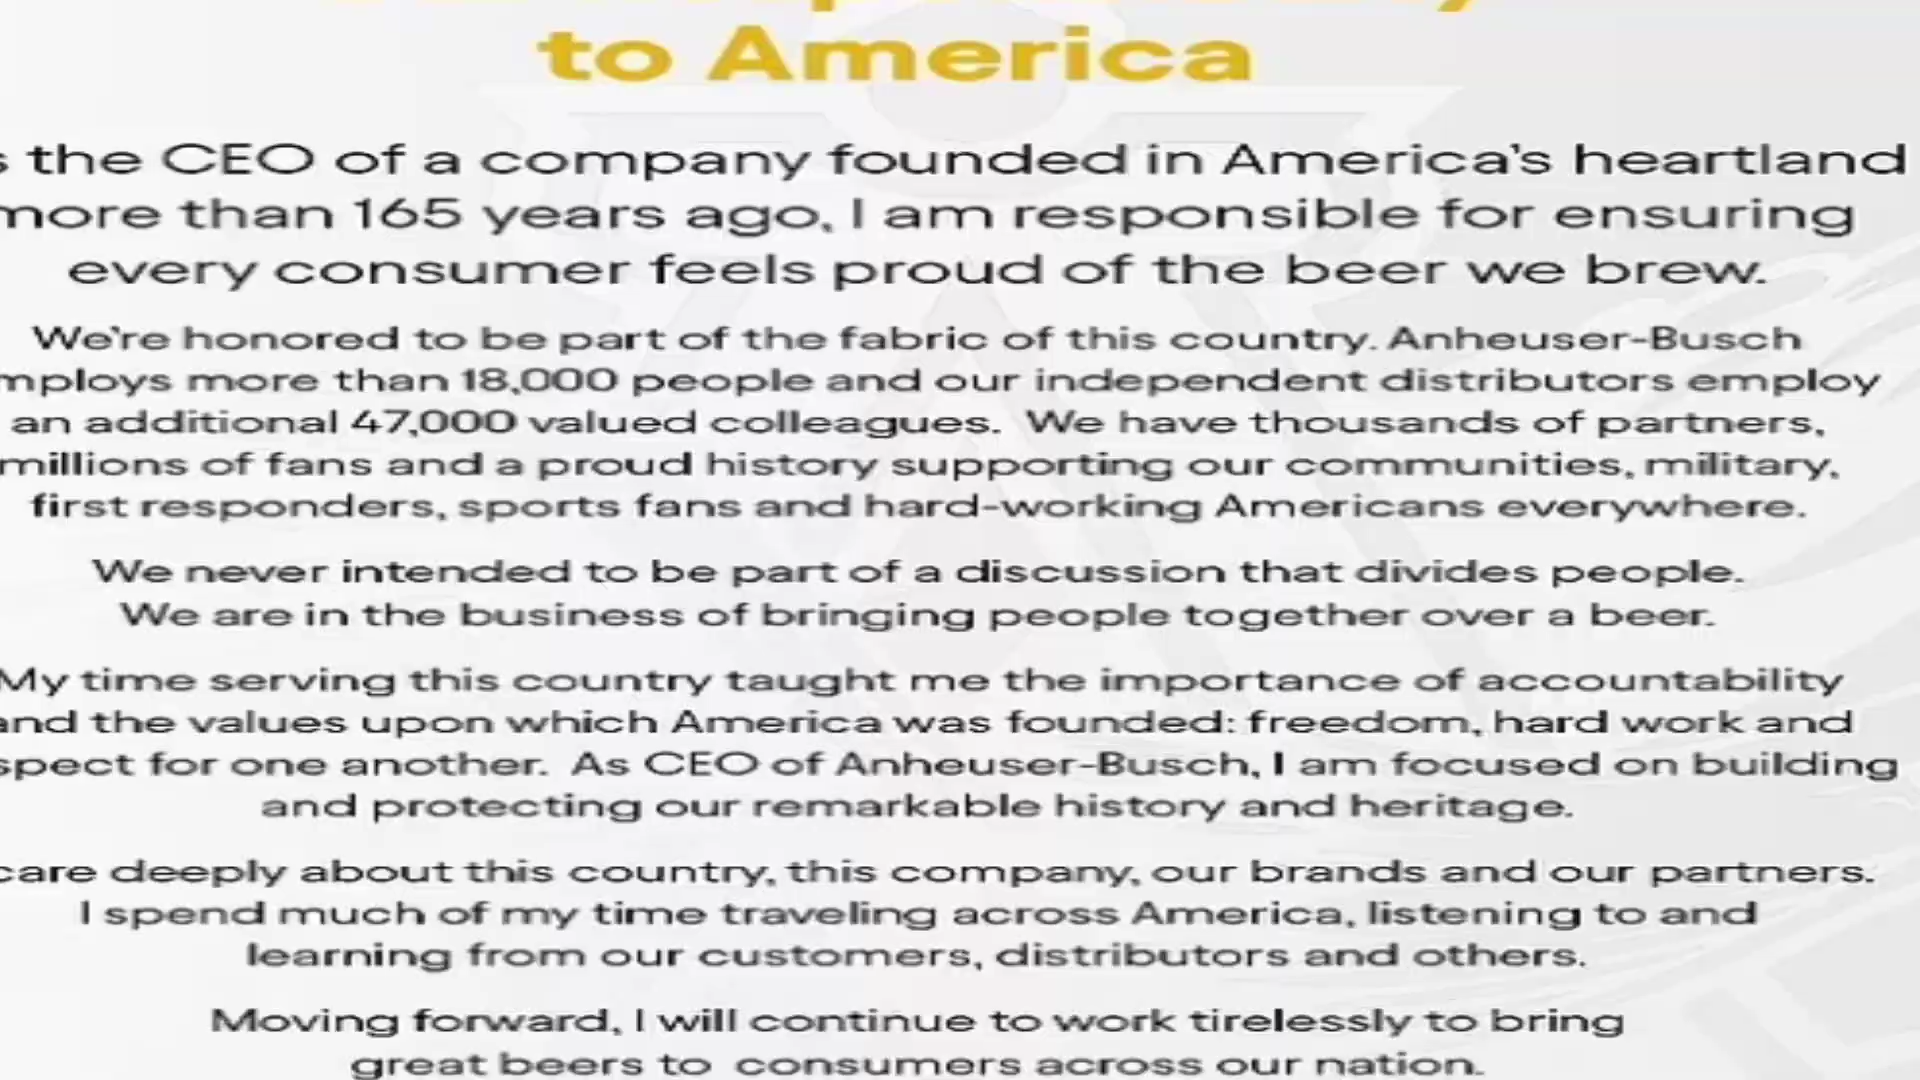 to America
the CEO of a company founded in America's heartland
more than 165 years ago, I am responsible for ensuring
every consumer feels proud of the beer we brew.
We're honored to be part of the fabric of this country. Anheuser-Busch
mploys more than 18,000 people and our independent distributors employ
an additional 47,000 valued colleagues. We have thousands of partners,
millions of fans and a proud history supporting our communities, military,
first responders, sports fans and hard-working Americans everywhere.
We never intended to be part of a discussion that divides people.
We are in the business of bringing people together over a beer.
My time serving this country taught me the importance of accountability
and the values upon which America was founded: freedom, hard work and
spect for one another. As CEO of Anheuser-Busch, I am focused on building
and protecting our remarkable history and heritage.
care deeply about this country, this company, our brands and our partners.
I spend much of my time traveling across America, listening to and
learning from our customers, distributors and others.
Moving forward, I will continue to work tirelessly to bring
great beers to consumers across our nation.